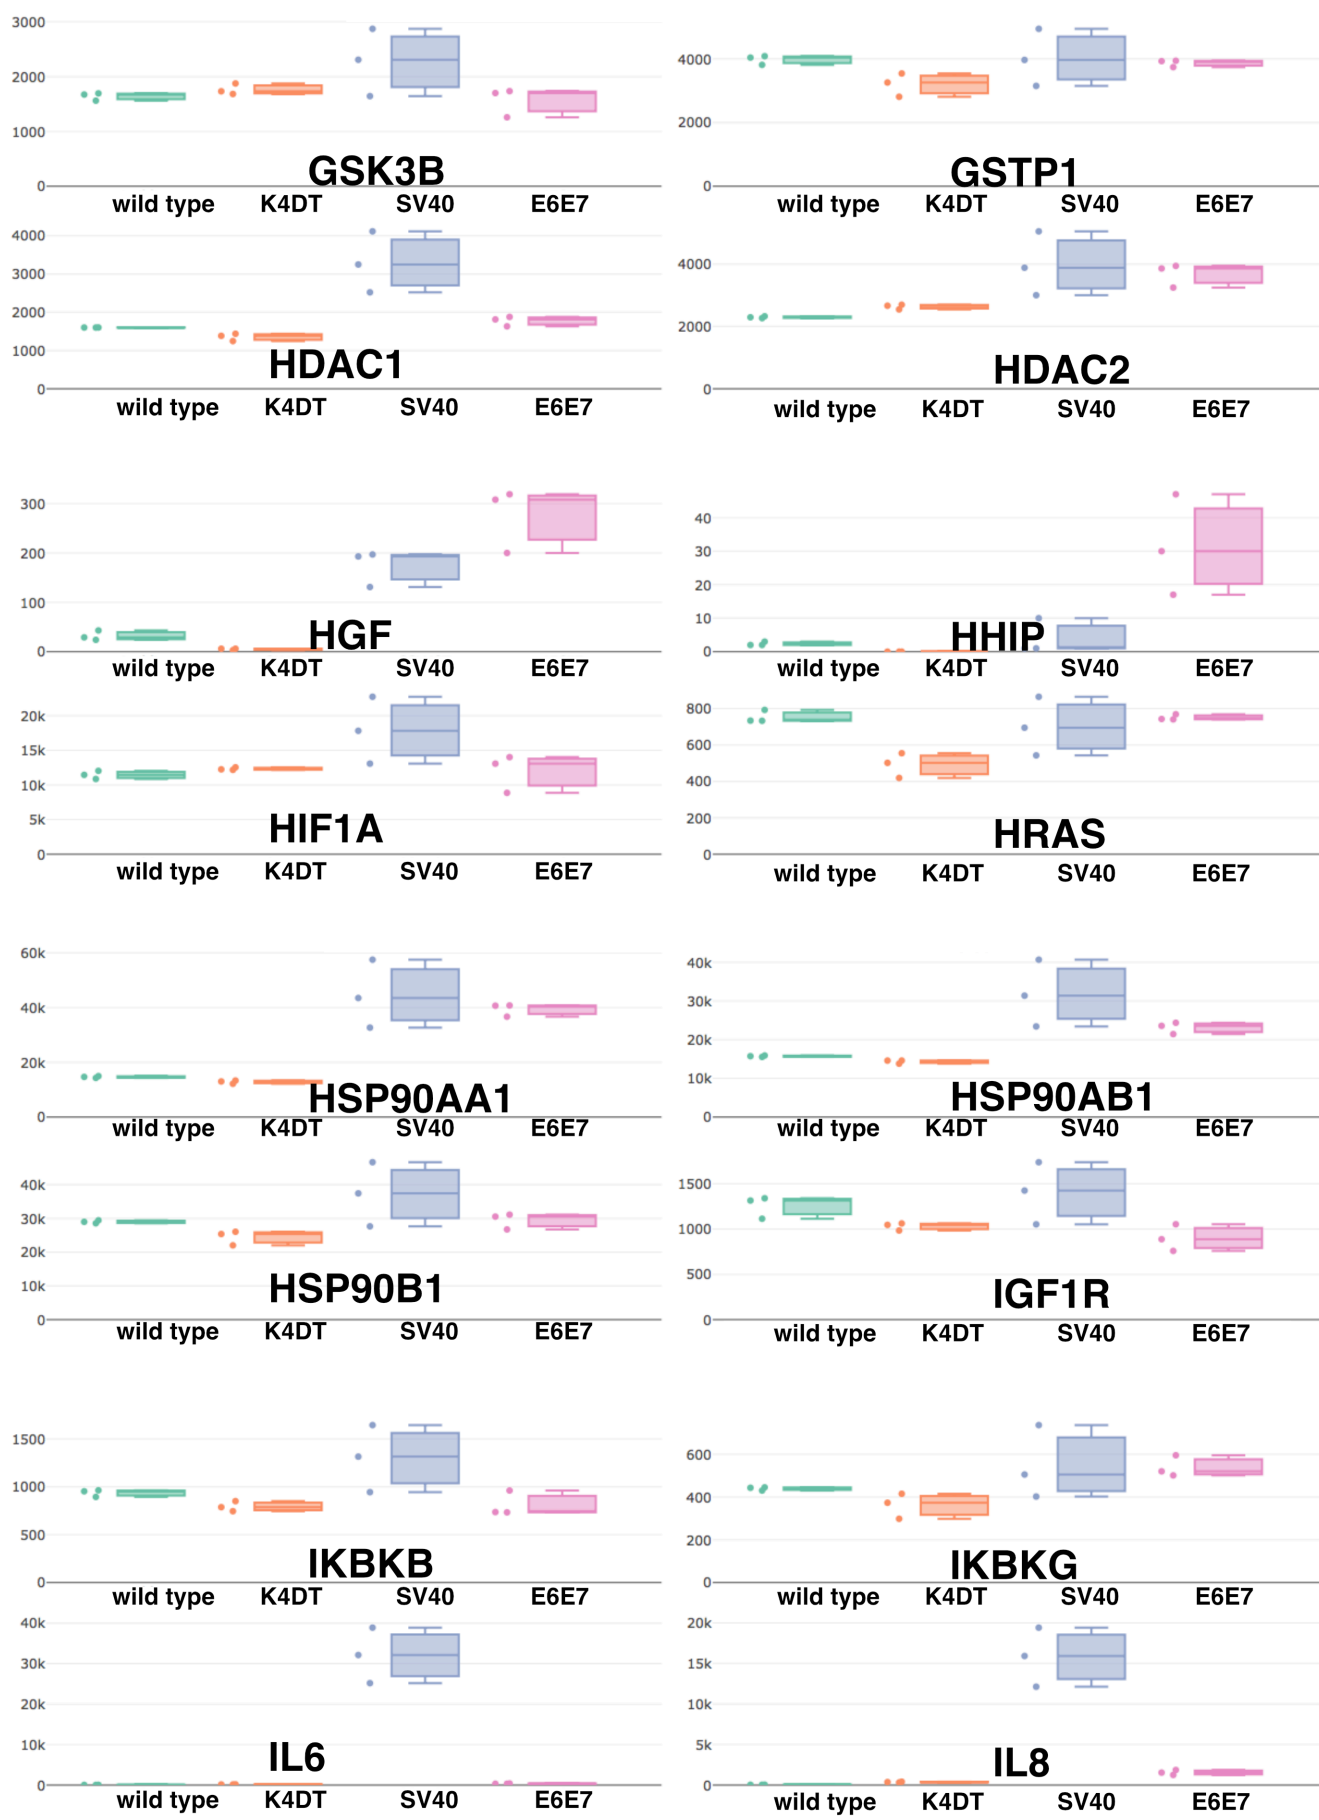 3000
2000
1000
0
GSK3B
wild type K4DT SV40 E6E7
4000
2000
0
GSTP1
wild type K4DT SV40 E6E7
4000
3000
2000
1000
0
HDAC1
wild type K4DT SV40 E6E7
4000
2000
0
HDAC2
wild type K4DT SV40 E6E7
300
200
100
0
HGF
wild type K4DT SV40 E6E7
40
30
20
10
0
HHIP
wild type K4DT SV40 E6E7
20k
15k
10k
5k
0
HIF1A
wild type K4DT SV40 E6E7
800
600
400
200
0
HRAS
wild type K4DT SV40 E6E7
60k
40k
20k
0
HSP90AA1
wild type K4DT SV40 E6E7
40k
30k
20k
10k
0
HSP90AB1
wild type K4DT SV40 E6E7
40k
30k
20k
10k
0
HSP90B1
wild type K4DT SV40 E6E7
1500
1000
500
0
IGF1R
wild type K4DT SV40 E6E7
1500
1000
500
0
IKBKB
wild type K4DT SV40 E6E7
600
400
200
0
IKBKG
wild type K4DT SV40 E6E7
40k
30k
20k
10k
0
IL6
wild type K4DT SV40 E6E7
20k
15k
10k
5k
0
IL8
wild type K4DT SV40 E6E7